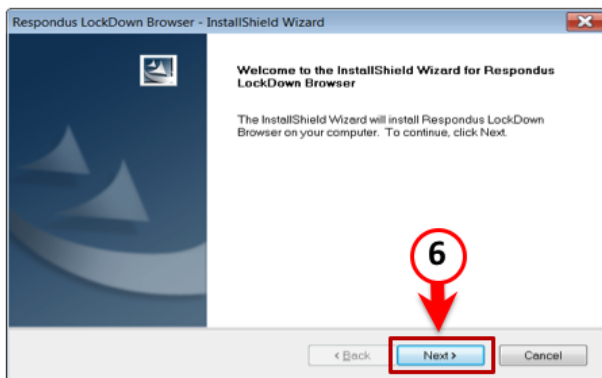 Respondus LockDown Browser - InstallShield Wizard
Welcome to the InstallShield Wizard for Respondus
LockDown Browser
The InstallShield Wizard will install Respondus LockDown
Browser on your computer. To continue, click Next.
6
< Back
Next >
Cancel